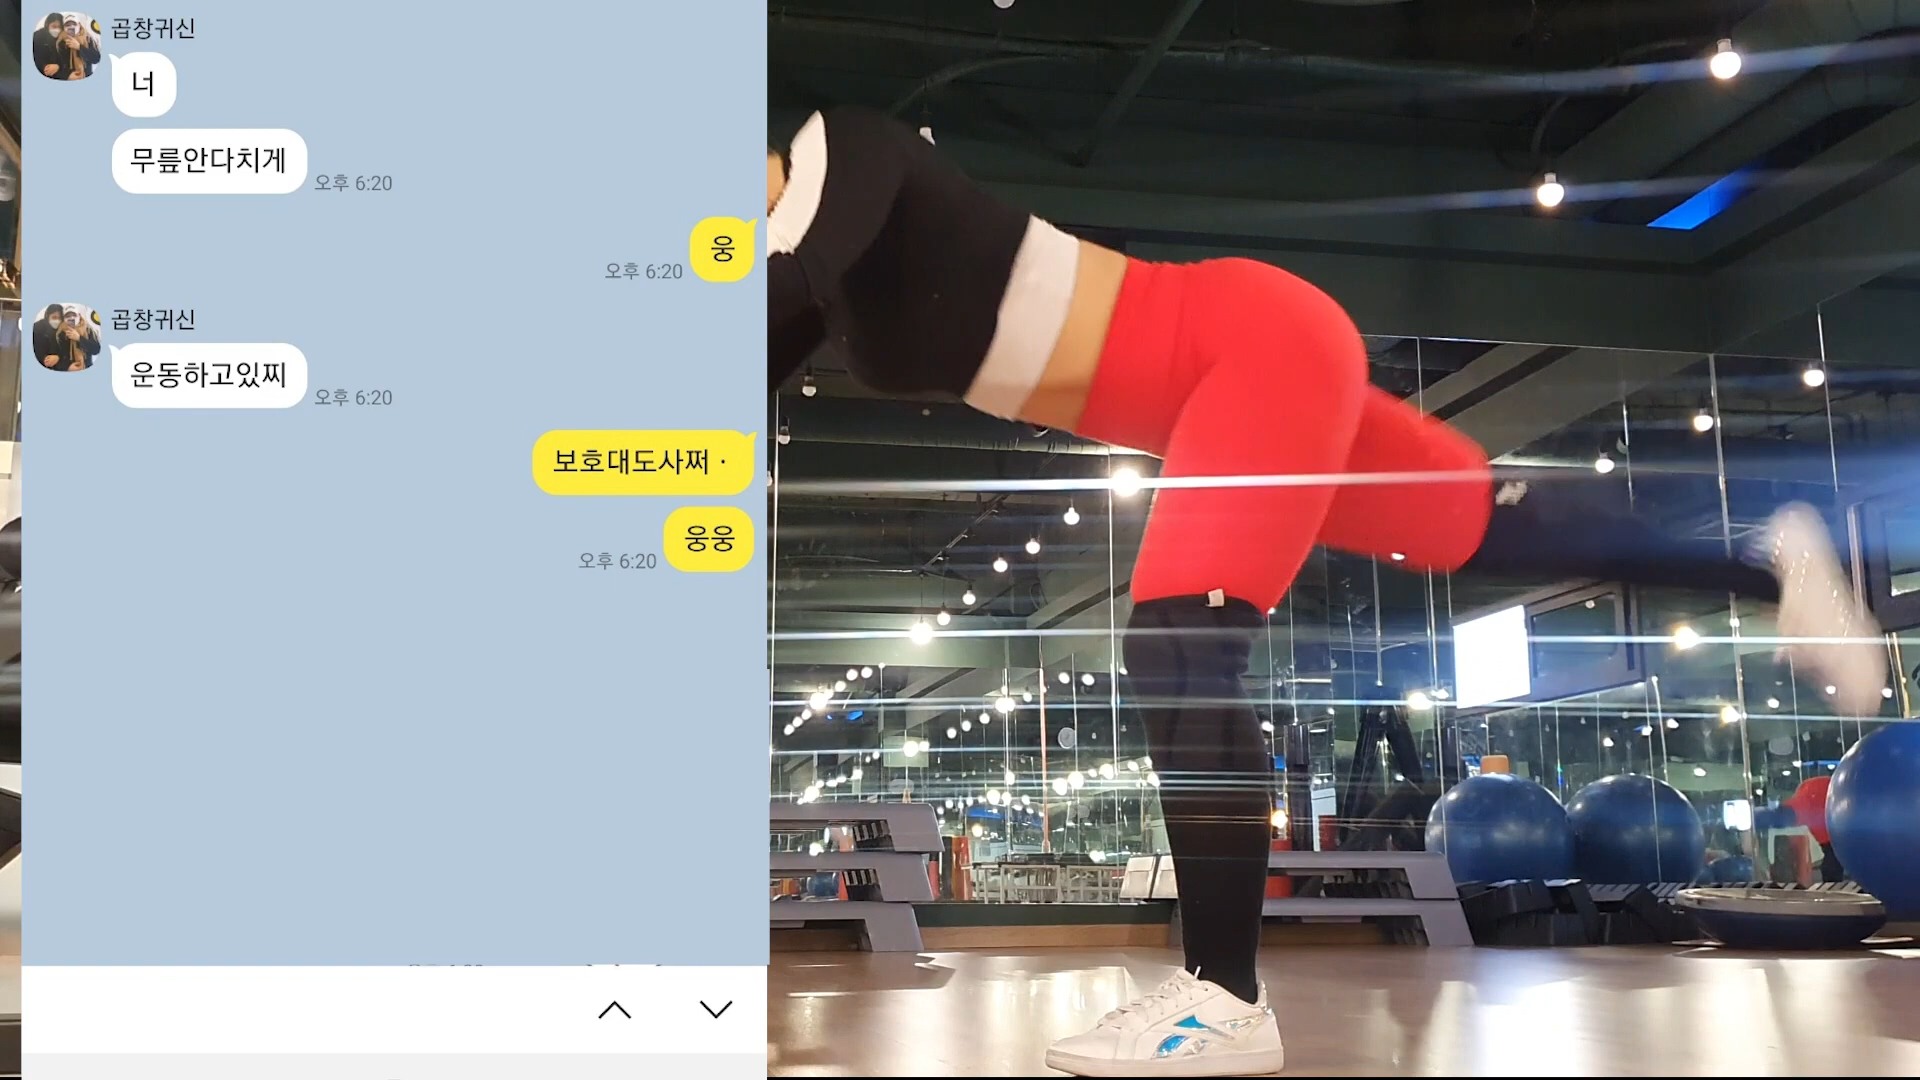 곱창귀신
너
무릎안다치게
오후 6:20
웅
오후 6:20
곱창귀신
운동하고있찌
오후 6:20
보호대도사쩌 ·
웅웅
오후 6:20